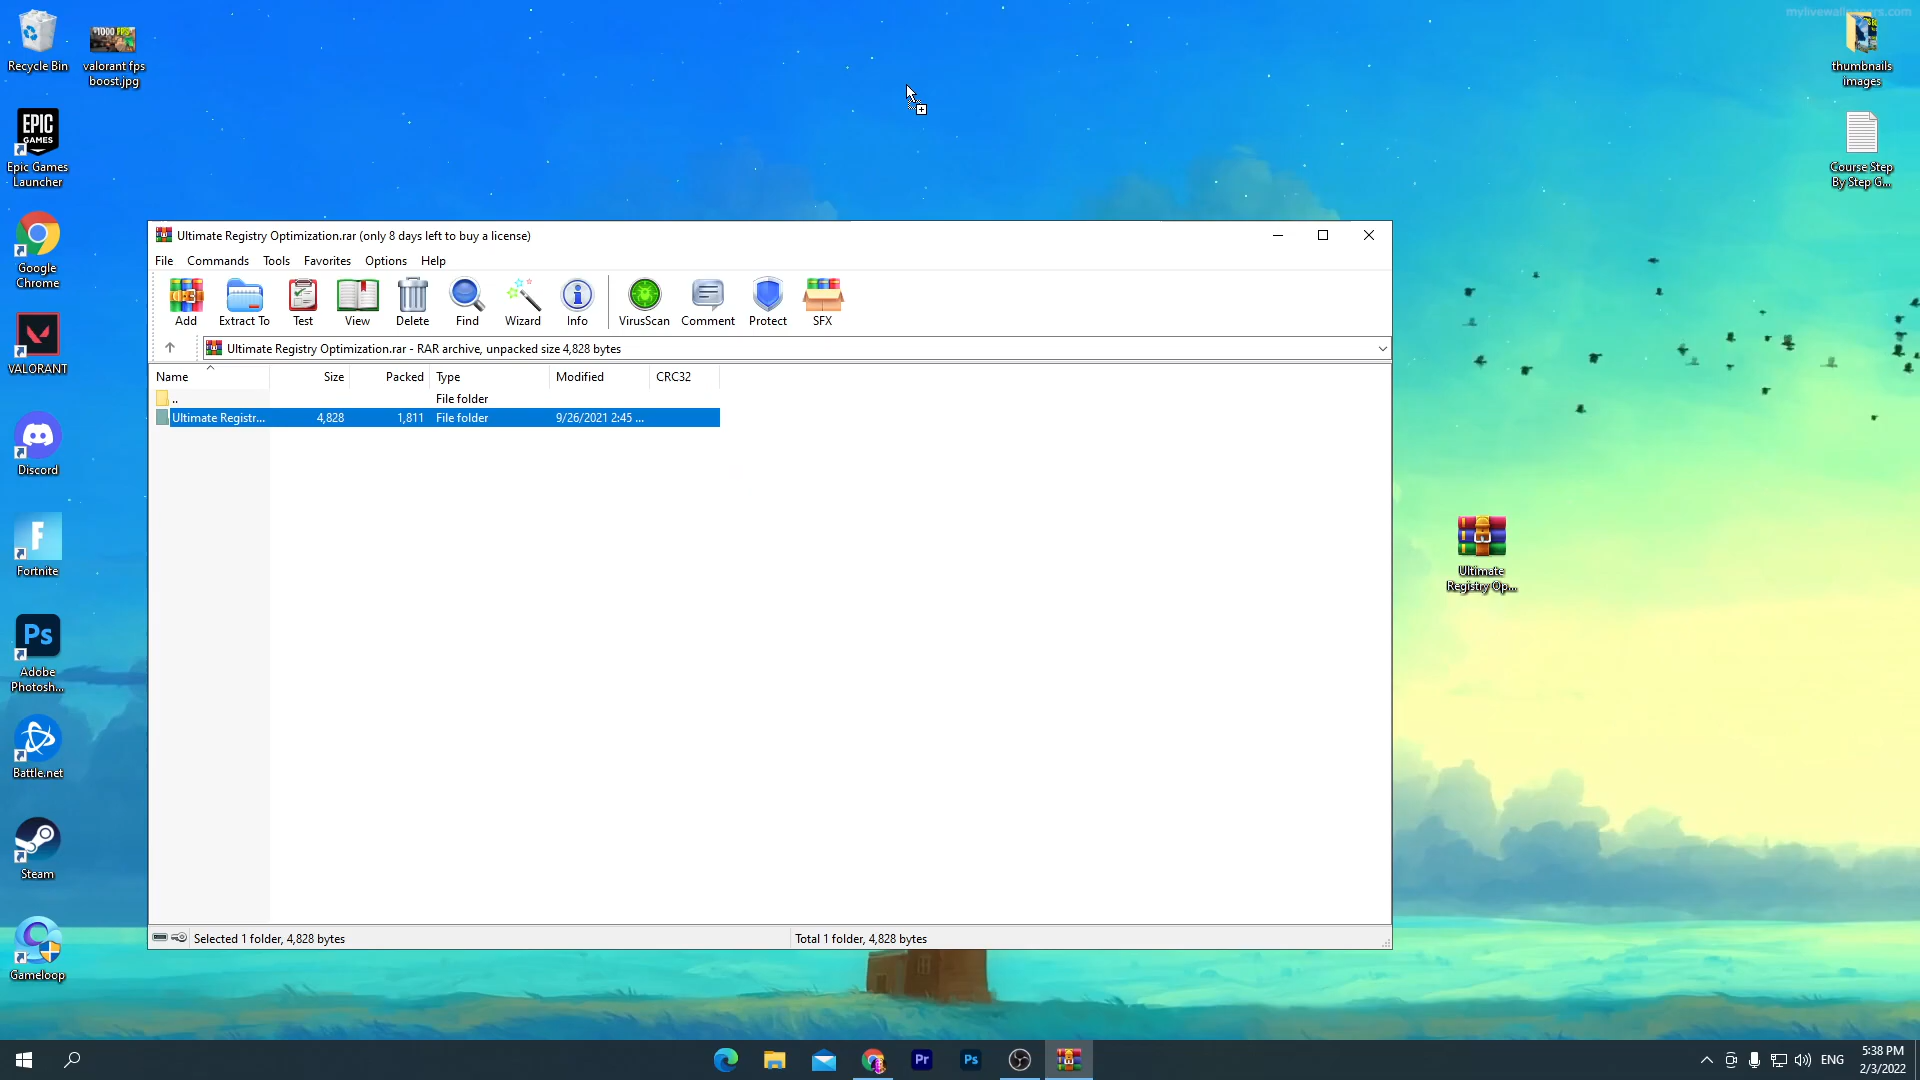 mylivewallpapers.com
Recycle Bin
valorant fps
boost.jpg
thumbnails
images
EPIC
GAMES
Epic Games
Launcher
Course Step
By Step G...
Google
Chrome
VALORANT
Discord
Fortnite
Ps
Adobe
Photosh...
Battle.net
Steam
Gameloop
Ultimate Registry Optimization.rar (only 8 days left to buy a license)
File Commands Tools Favorites Options Help
Add Extract To Test View Delete Find Wizard Info VirusScan Comment Protect SFX
Ultimate Registry Optimization.rar - RAR archive, unpacked size 4,828 bytes
Name Size Packed Type Modified CRC32
.. File folder
Ultimate Registr... 4,828 1,811 File folder 9/26/2021 2:45 ...
Selected 1 folder, 4,828 bytes
Total 1 folder, 4,828 bytes
Ultimate
Registry Op...
Pr
Ps
ENG
5:38 PM
2/3/2022